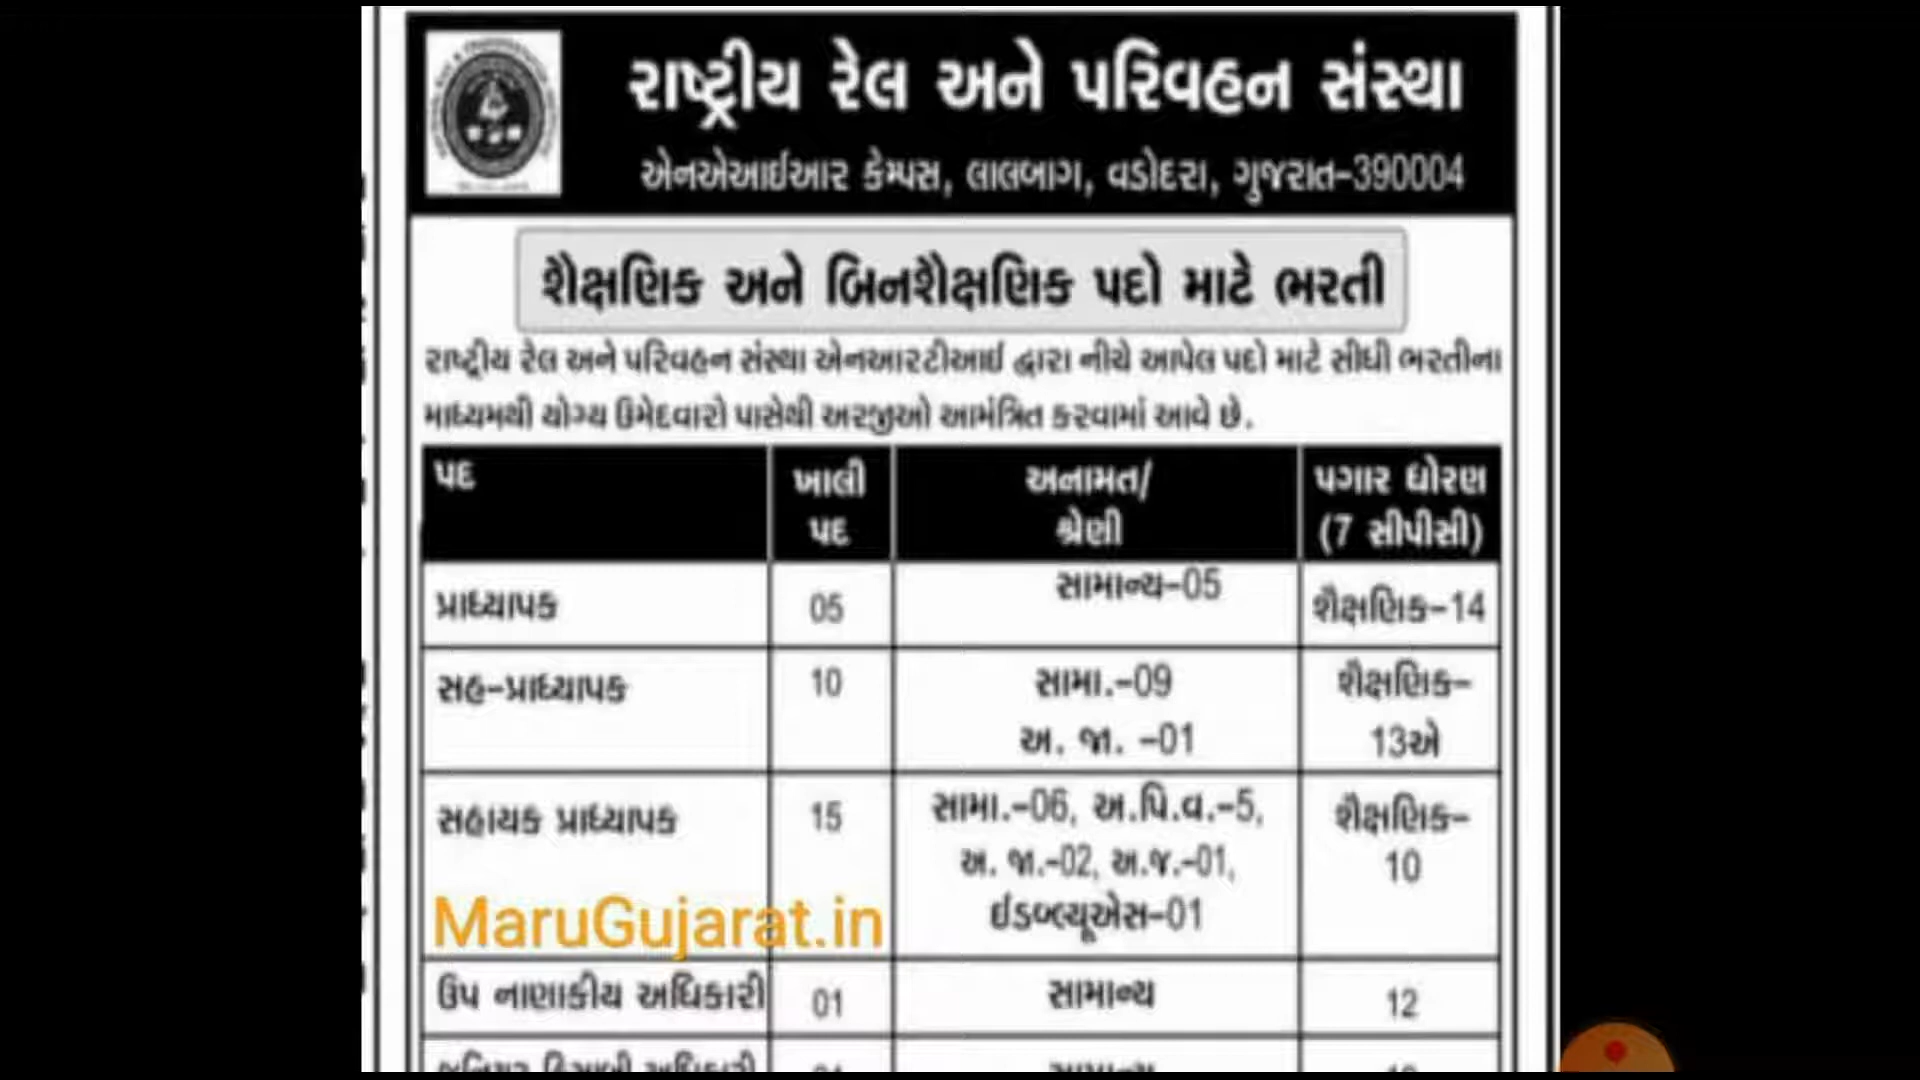 રાષ્ટ્રીય રેલ અને પરિવહન સંસ્થા
એનએઆઈઆર કેમ્પસ, લાલબાગ, વડોદરા, ગુજરાત-390004
શૈક્ષણિક અને બિનશૈક્ષણિક પદો માટે ભરતી
રાષ્ટ્રીય રેલ અને પરિવહન સંસ્થા એનઆરટીઆઈ દ્વારા નીચે આપેલ પદો માટે સીધી ભરતીના
માધ્યમથી યોગ્ય ઉમેદવારો પાસેથી અરજીઓ આમંત્રિત કરવામાં આવે છે.
પદ
ખાલી
પદ
અનામત/
શ્રેણી
પગાર ધોરણ
(7 સીપીસી)
પ્રાધ્યાપક
05
સામાન્ય-05
શૈક્ષણિક-14
સહ-પ્રાધ્યાપક
10
સામા.-09
અ. જા. -01
શૈક્ષણિક-
13એ
સહાયક પ્રાધ્યાપક
15
સામા.-06, અ.પિ.વ.-5,
અ. જા.-02, અ.જ.-01,
ઈડબ્લ્યૂએસ-01
શૈક્ષણિક-
10
MaruGujarat.in
ઉપ નાણાકીય અધિકારી
01
સામાન્ય
12